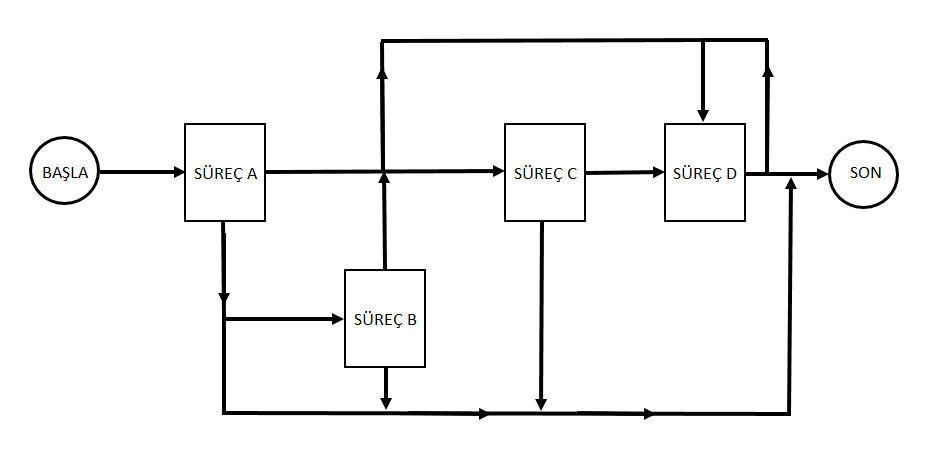 BAŞLA
SÜREÇ A
SÜREÇ C
SÜREÇ D
SON
SÜREÇ B